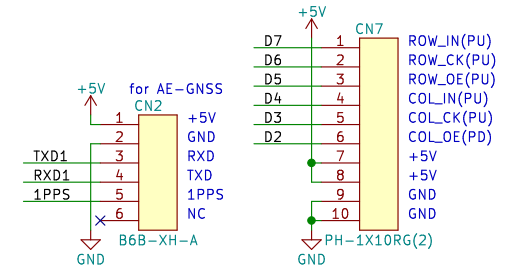 +5V
for AE-GNSS
CN2
1 +5V
2 GND
TXD1 3 RXD
RXD1 4 TXD
1PPS 5 1PPS
6 NC
B6B-XH-A
GND
+5V
CN7
D7 1 ROW_IN(PU)
D6 2 ROW_CK(PU)
D5 3 ROW_OE(PU)
D4 4 COL_IN(PU)
D3 5 COL_CK(PU)
D2 6 COL_OE(PD)
7 +5V
8 +5V
9 GND
10 GND
PH-1X10RG(2)
GND